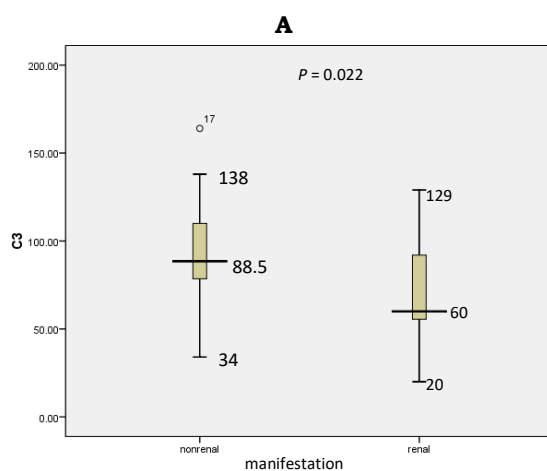 A
200.00
P = 0.022
17
150.00
138
129
100.00
C3
88.5
60
50.00
34
20
0.00
nonrenal renal
manifestation